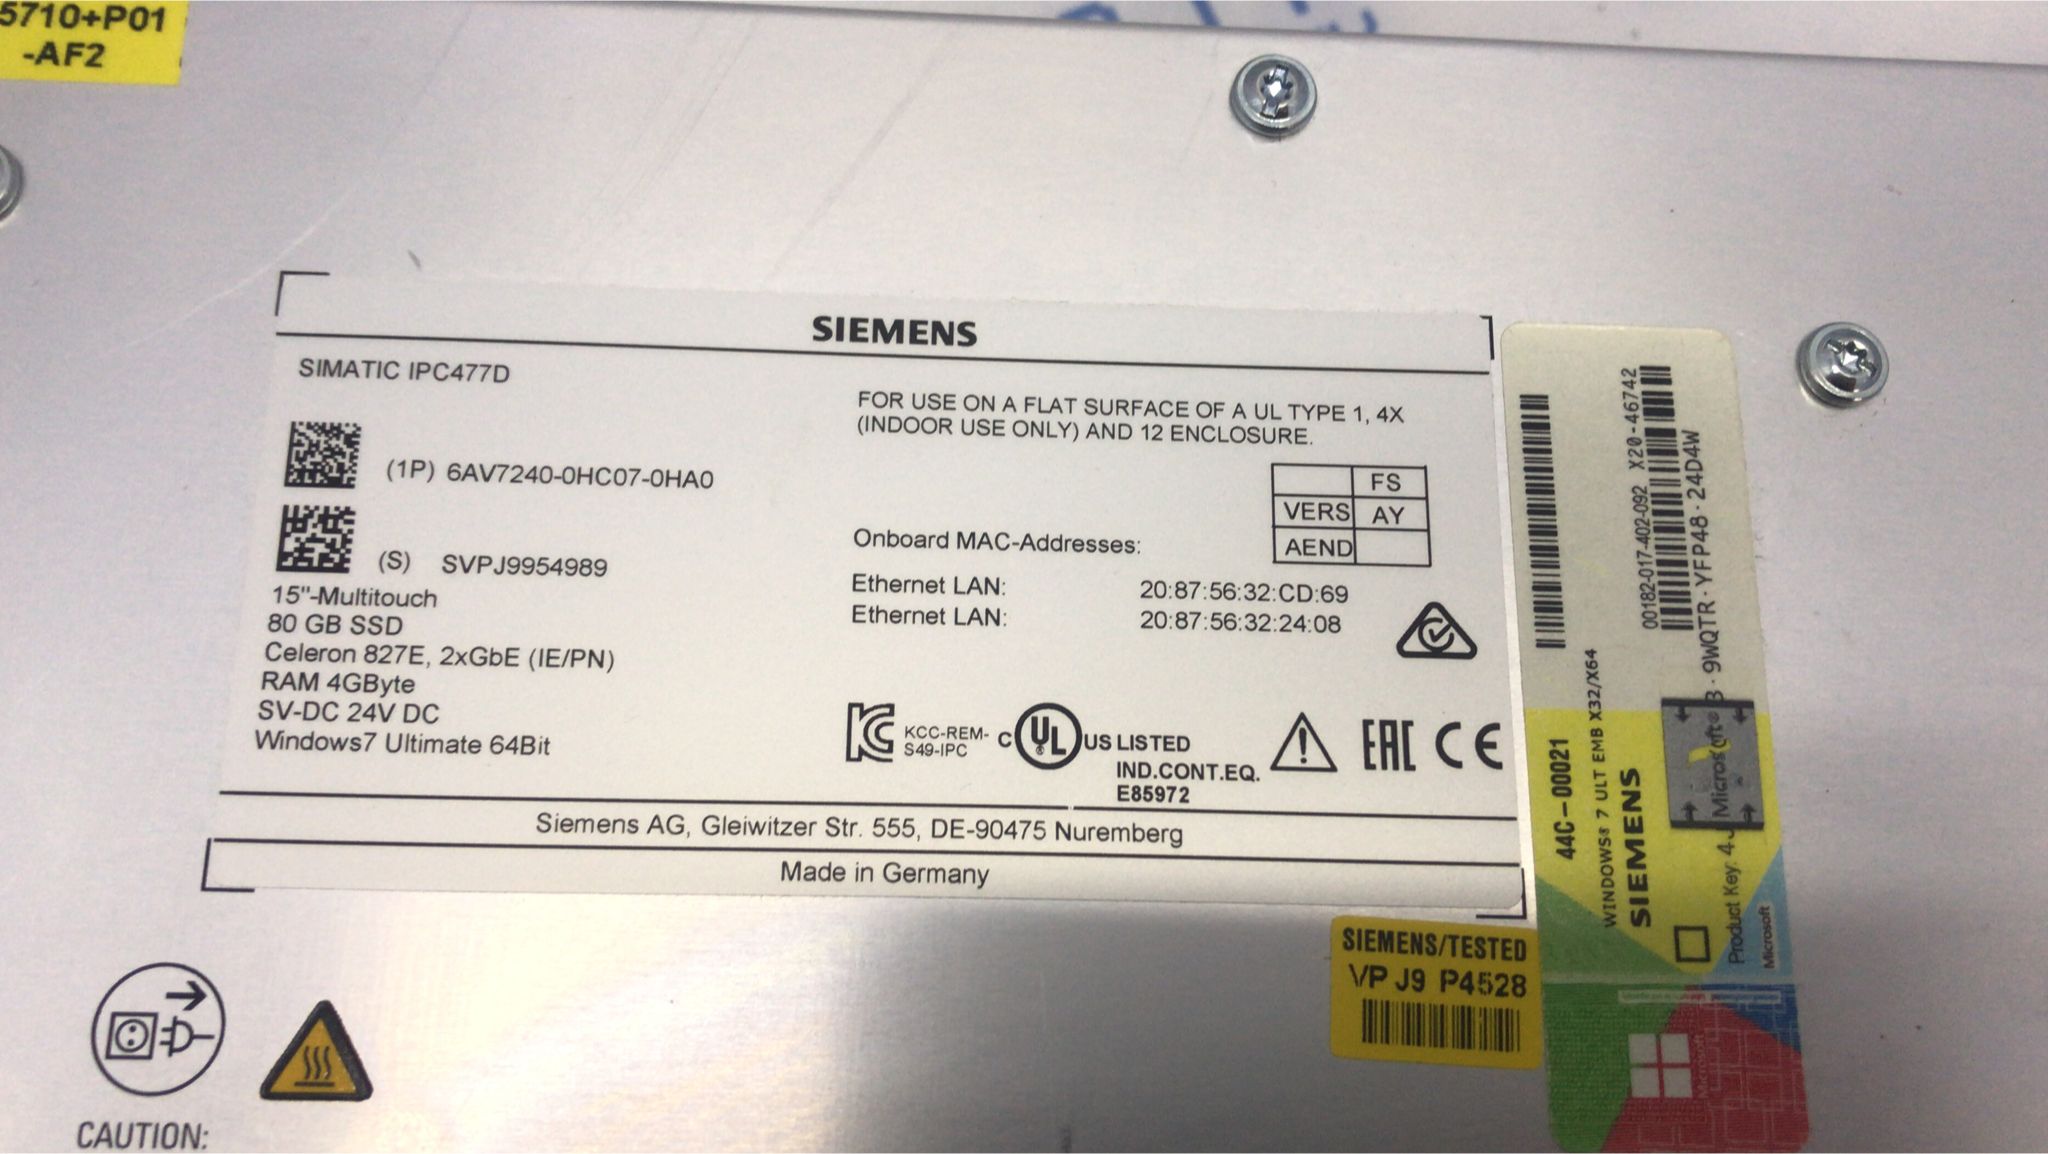 5710+P01
-AF2
SIEMENS
SIMATIC IPC477D
(1P) 6AV7240-0HC07-0HA0
(S) SVPJ9954989
15"-Multitouch
80 GB SSD
Celeron 827E, 2xGbE (IE/PN)
RAM 4GByte
SV-DC 24V DC
Windows7 Ultimate 64Bit
FOR USE ON A FLAT SURFACE OF A UL TYPE 1, 4X
(INDOOR USE ONLY) AND 12 ENCLOSURE.
FS
VERS AY
AEND
Onboard MAC-Addresses:
Ethernet LAN: 20:87:56:32:CD:69
Ethernet LAN: 20:87:56:32:24:08
KCC-REM-
S49-IPC
C UL ® US LISTED
IND.CONT.EQ.
E85972
EAC CE
Siemens AG, Gleiwitzer Str. 555, DE-90475 Nuremberg
Made in Germany
44C-00021
WINDOWS® 7 ULT EMB X32/X64
SIEMENS
00182-017-402-092 X20-46742
Product Key: 9WQTR-YFP48-24D4W
Microsoft®
Microsoft
Microsoft
SIEMENS/TESTED
VP J9 P4528
CAUTION: